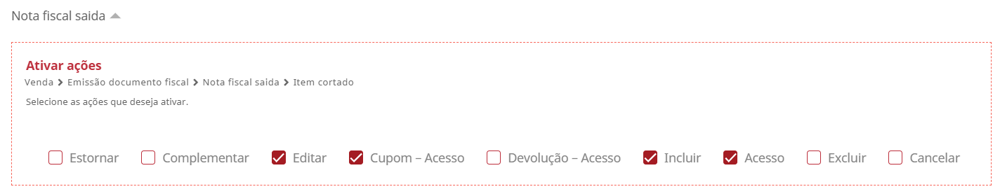 Nota fiscal saida
Ativar ações
Venda Emissão documento fiscal Nota fiscal saida Item cortado
Selecione as ações que deseja ativar.
Estornar Complementar Editar Cupom – Acesso Devolução – Acesso Incluir Acesso Excluir Cancelar